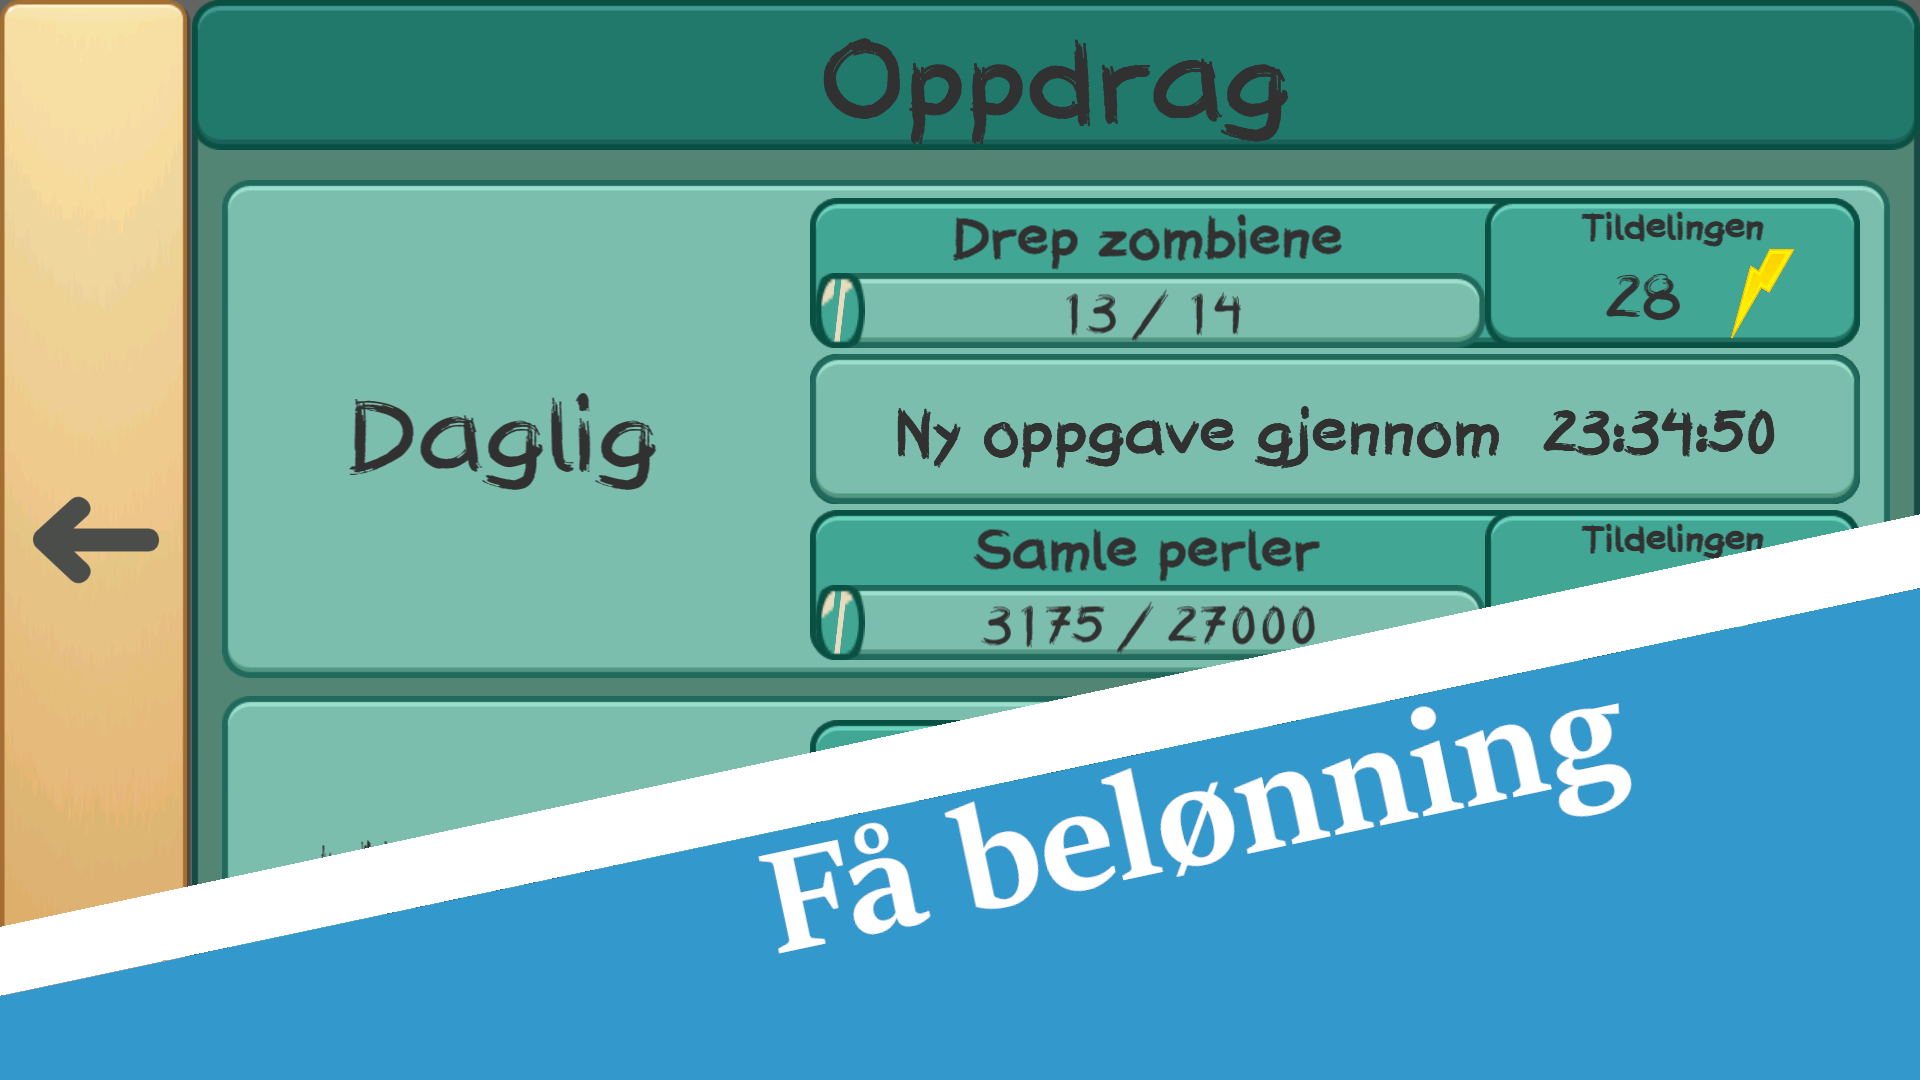 Oppdrag
Daglig
Drep zombiene
13 / 14
Tildelingen
28
Ny oppgave gjennom 23:34:50
Samle perler
3175 / 27000
Tildelingen
Få belønning